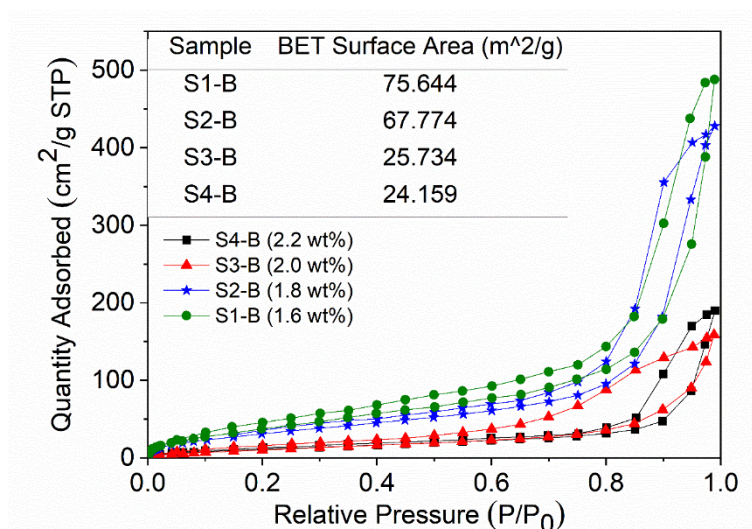 Sample BET Surface Area (m^2/g)
S1-B 75.644
S2-B 67.774
S3-B 25.734
S4-B 24.159
S4-B (2.2 wt%)
S3-B (2.0 wt%)
S2-B (1.8 wt%)
S1-B (1.6 wt%)
Quantity Adsorbed (cm²/g STP)
500
400
300
200
100
0
0.0 0.2 0.4 0.6 0.8 1.0
Relative Pressure (P/P₀)